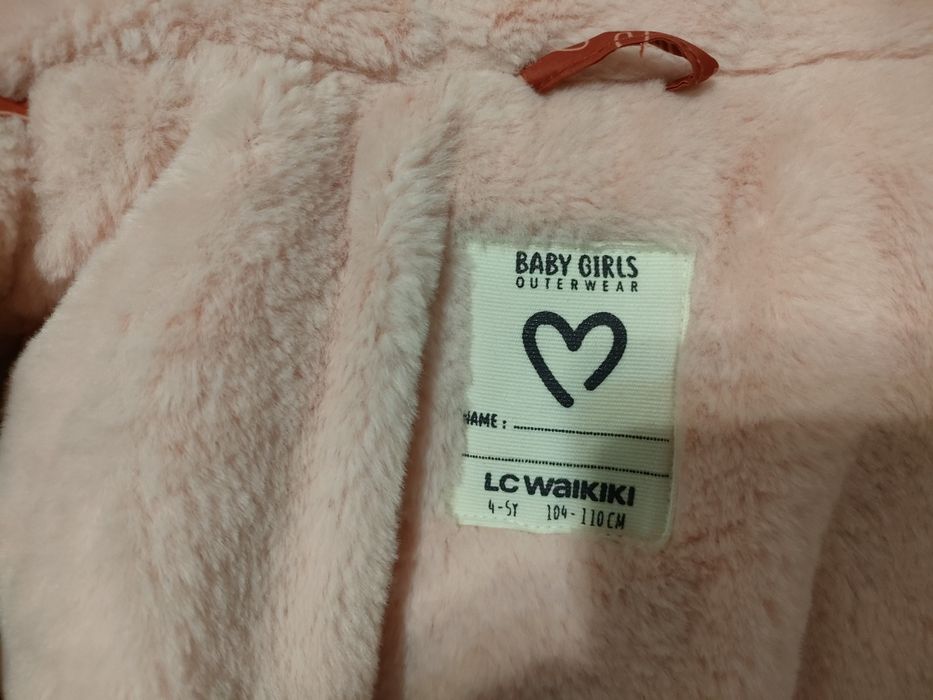 BABY GIRLS
OUTERWEAR
NAME :
LC WAIKIKI
4-5Y 104-110CM